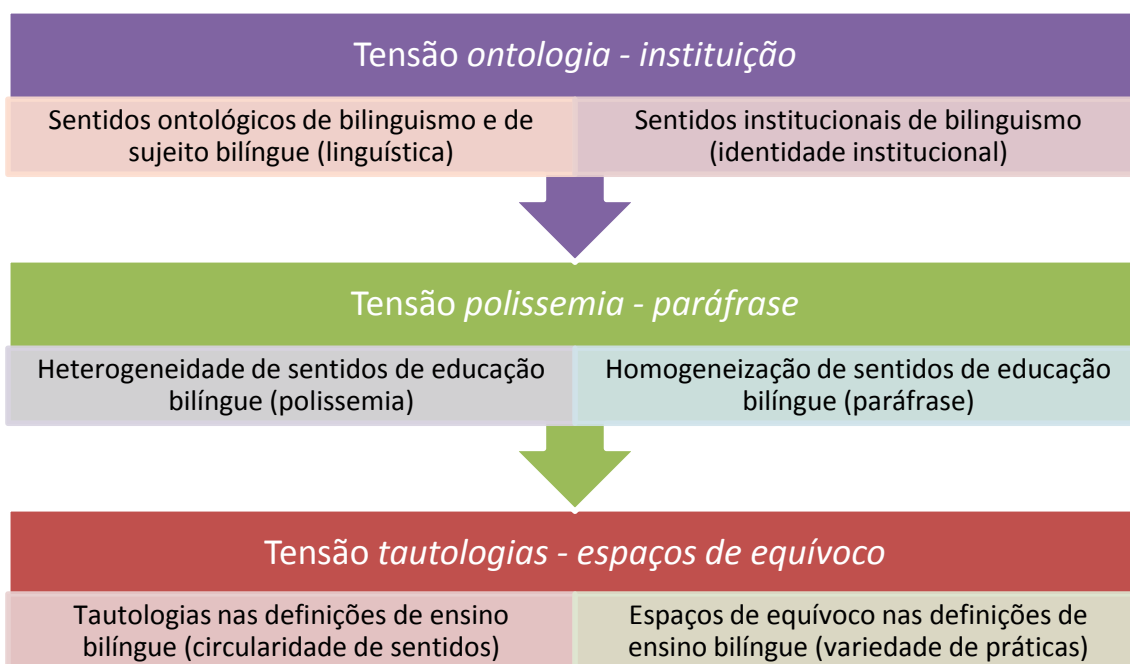 Tensão ontologia - instituição
Sentidos ontológicos de bilinguismo e de
sujeito bilíngue (linguística)
Sentidos institucionais de bilinguismo
(identidade institucional)
Tensão polissemia - paráfrase
Heterogeneidade de sentidos de educação
bilíngue (polissemia)
Homogeneização de sentidos de educação
bilíngue (paráfrase)
Tensão tautologias - espaços de equívoco
Tautologias nas definições de ensino
bilíngue (circularidade de sentidos)
Espaços de equívoco nas definições de
ensino bilíngue (variedade de práticas)